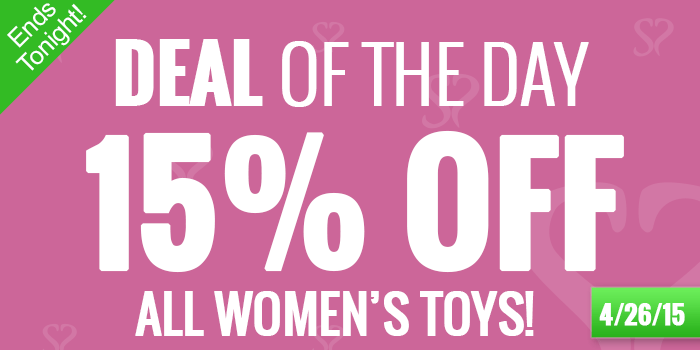 Ends
Tonight!
DEAL OF THE DAY
15% OFF
ALL WOMEN'S TOYS!
4/26/15